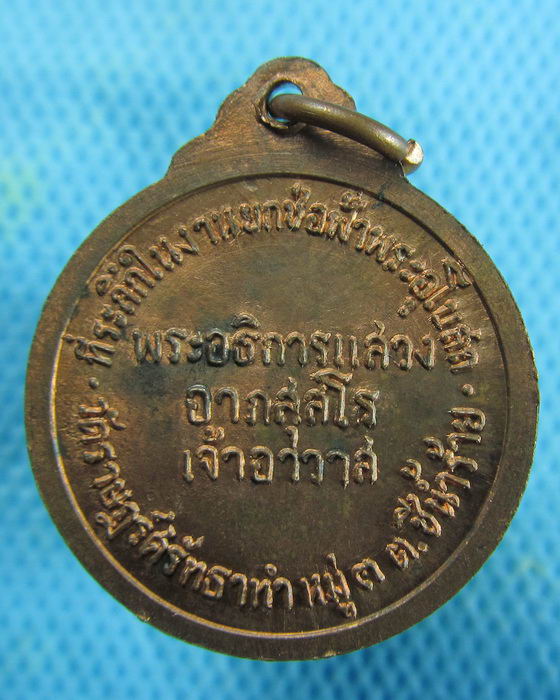 ที่ระลึกในงานยกช่อฟ้าพระอุโบสถ
พระอธิการแสวง
อาภสฺสโร
เจ้าอาวาส
วัดราษฎร์ศรัทธาทำ หมู่ ๓ ต. ชีน้ำร้าย